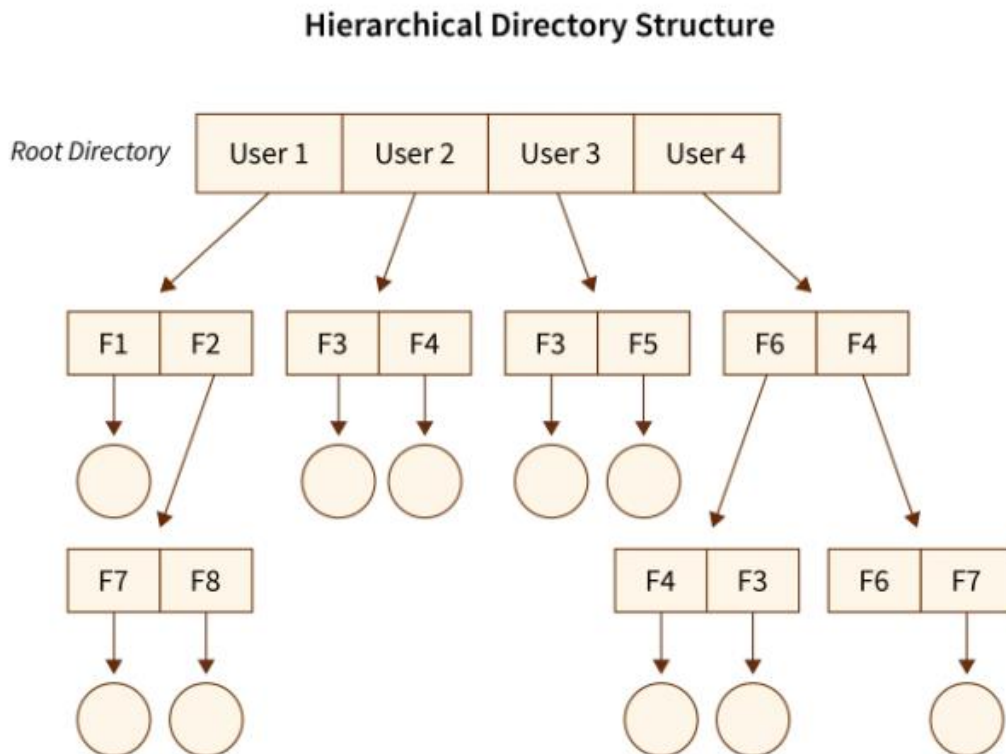 Hierarchical Directory Structure
Root Directory User 1 User 2 User 3 User 4
F1 F2 F3 F4 F3 F5 F6 F4
F7 F8 F4 F3 F6 F7